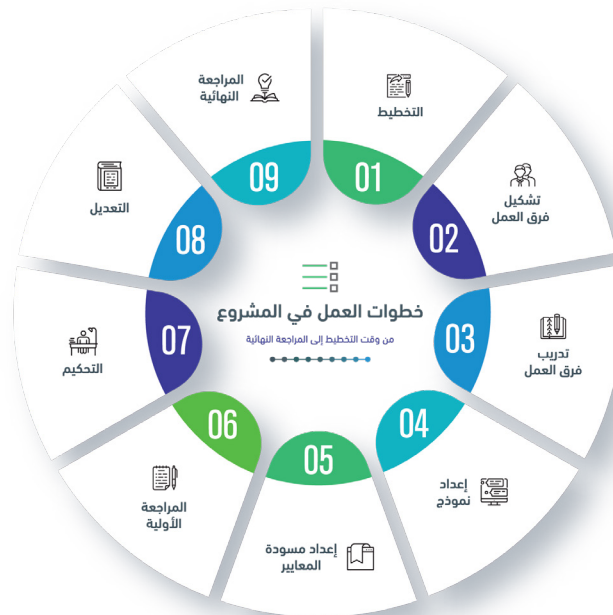 خطوات العمل في المشروع
من وقت التخطيط إلى المراجعة النهائية
01
التخطيط
02
تشكيل
فرق العمل
03
تدريب
فرق العمل
04
إعداد
نموذج
05
إعداد مسودة
المعايير
06
المراجعة
الأولية
07
التحكيم
08
التعديل
09
المراجعة
النهائية